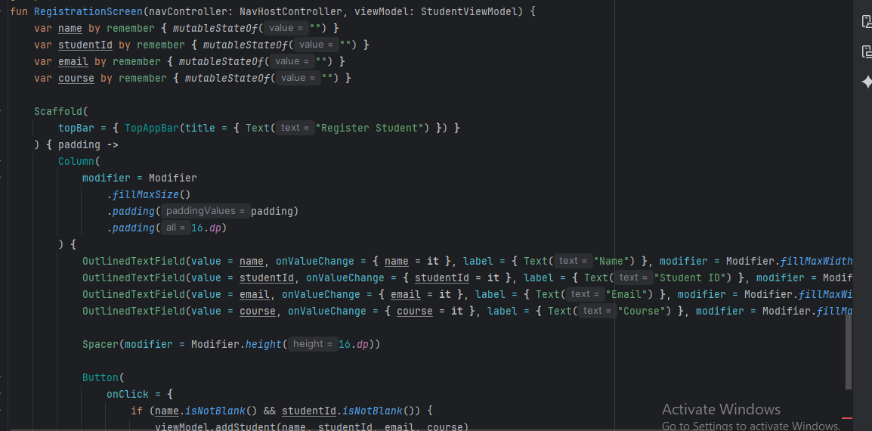 fun RegistrationScreen(navController: NavHostController, viewModel: StudentViewModel) {
var name by remember { mutableStateOf( value = "") }
var studentId by remember { mutableStateOf( value = "") }
var email by remember { mutableStateOf( value = "") }
var course by remember { mutableStateOf( value = "") }
Scaffold(
topBar = { TopAppBar(title = { Text( text = "Register Student") }) }
) { padding ->
Column(
modifier = Modifier
.fillMaxSize()
.padding( paddingValues = padding)
.padding( all = 16.dp)
) {
OutlinedTextField(value = name, onValueChange = { name = it }, label = { Text( text = "Name") }, modifier = Modifier.fillMaxWidth
OutlinedTextField(value = studentId, onValueChange = { studentId = it }, label = { Text( text = "Student ID") }, modifier = Modif
OutlinedTextField(value = email, onValueChange = { email = it }, label = { Text( text = "Email") }, modifier = Modifier.fillMaxWi
OutlinedTextField(value = course, onValueChange = { course = it }, label = { Text( text = "Course") }, modifier = Modifier.fillMa
Spacer(modifier = Modifier.height( height = 16.dp))
Button(
onClick = {
if (name.isNotBlank() && studentId.isNotBlank()) {
viewModel.addStudent(name, studentId, email, course)
Activate Windows
Go to Settings to activate Windows.